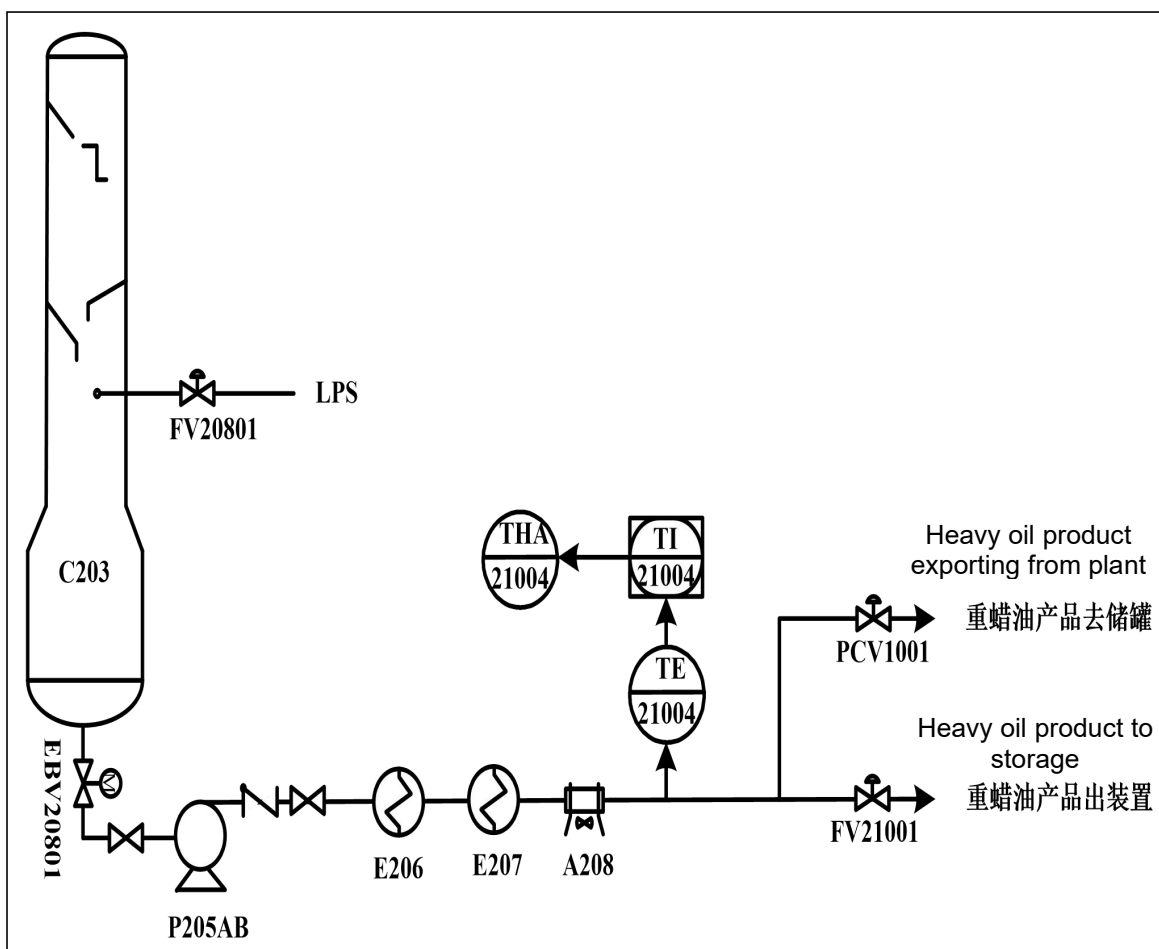 LPS
FV20801
C203
THA
21004
TI
21004
TE
21004
Heavy oil product
exporting from plant
重蜡油产品去储罐
PCV1001
Heavy oil product to
storage
重蜡油产品出装置
FV21001
EBV20801
M
P205AB
E206
E207
A208